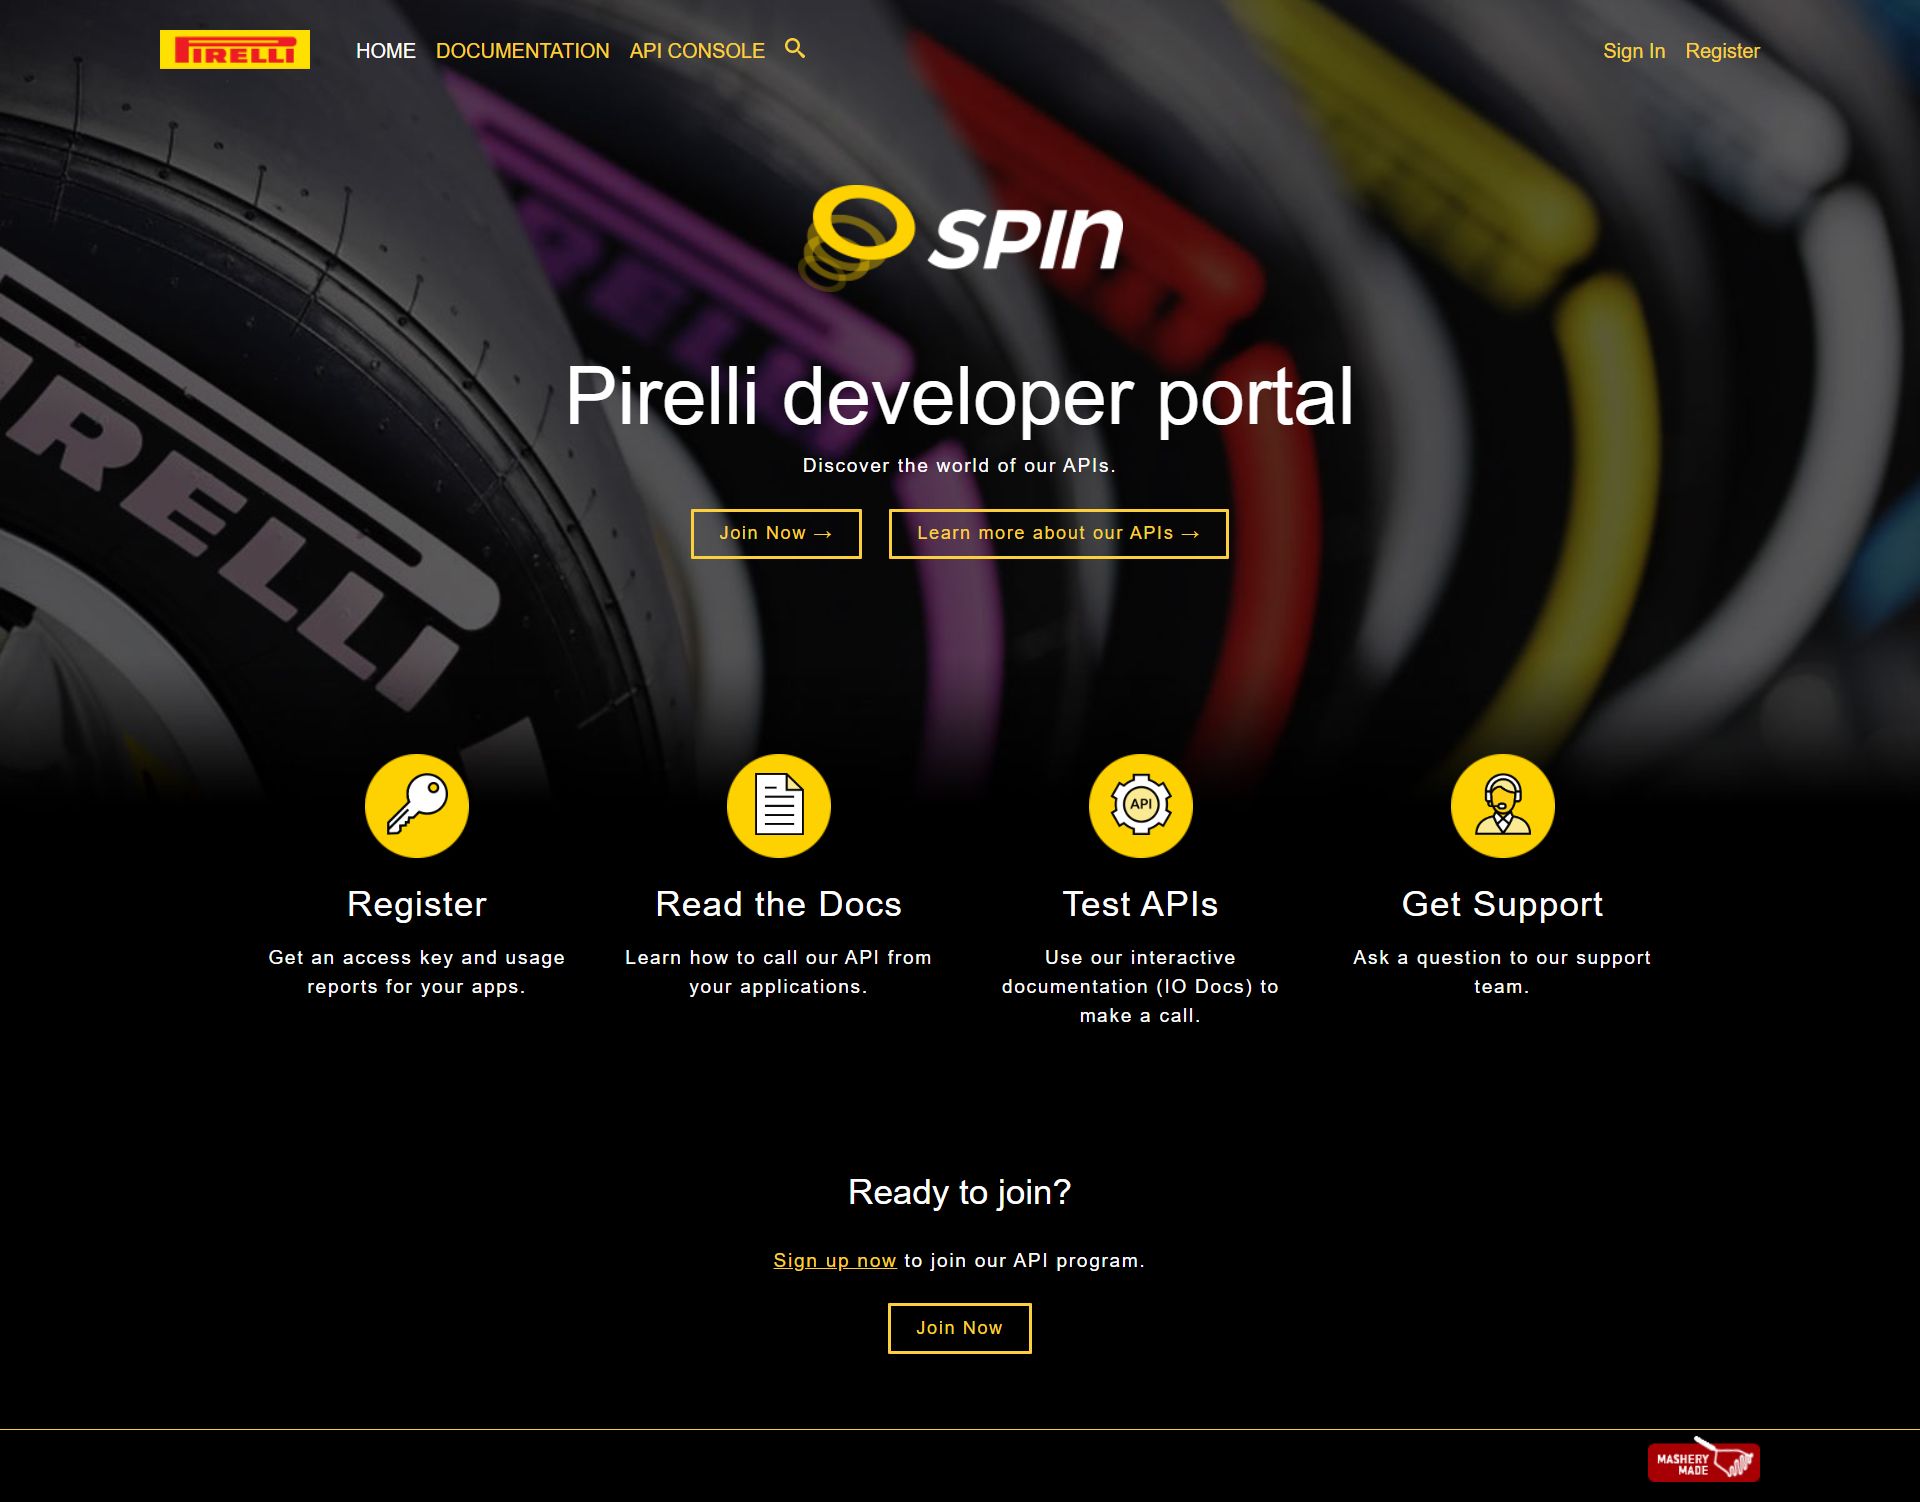 PIRELLI
HOME DOCUMENTATION API CONSOLE
Sign In Register
SPIN
PIRELLI
Pirelli developer portal
Discover the world of our APIs.
Join Now →
Learn more about our APIs →
Register
Get an access key and usage
reports for your apps.
Read the Docs
Learn how to call our API from
your applications.
API
Test APIs
Use our interactive
documentation (IO Docs) to
make a call.
Get Support
Ask a question to our support
team.
Ready to join?
Sign up now to join our API program.
Join Now
MASHERY
MADE